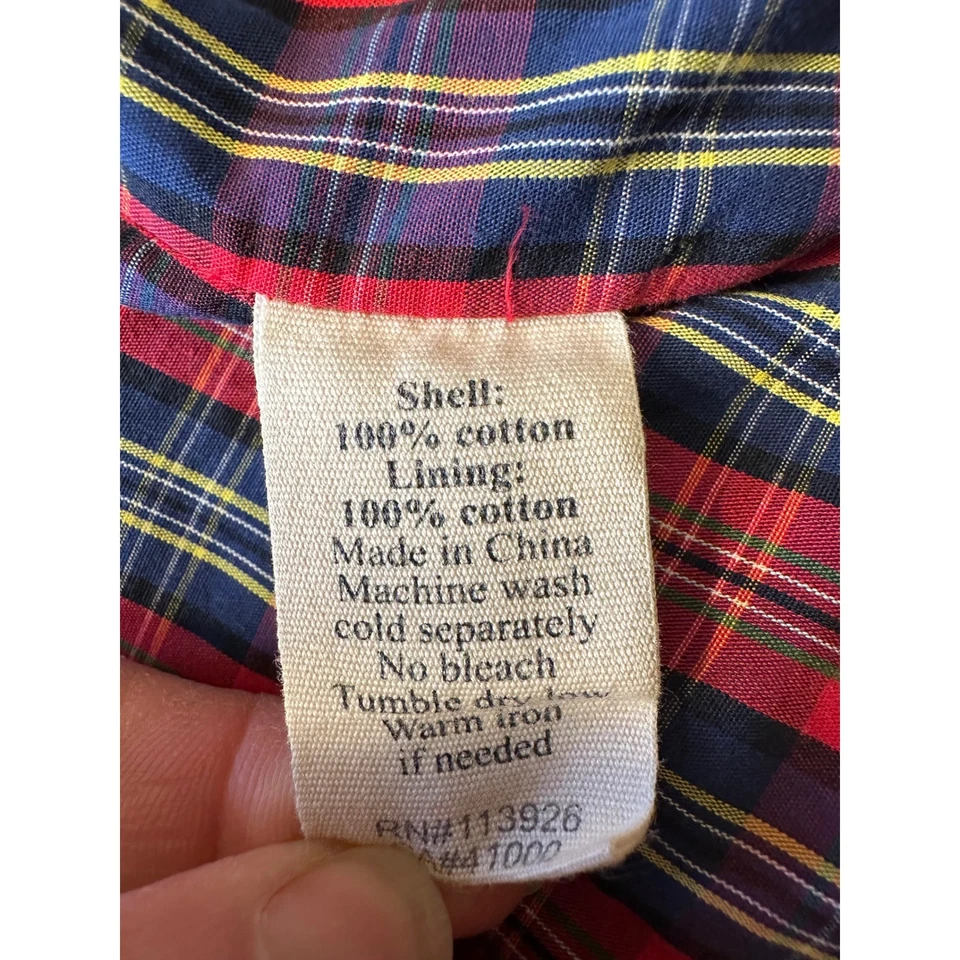 Shell:
100% cotton
Lining:
100% cotton
Made in China
Machine wash
cold separately
No bleach
Tumble dry low
Warm iron
if needed
RN#113926
A#41000